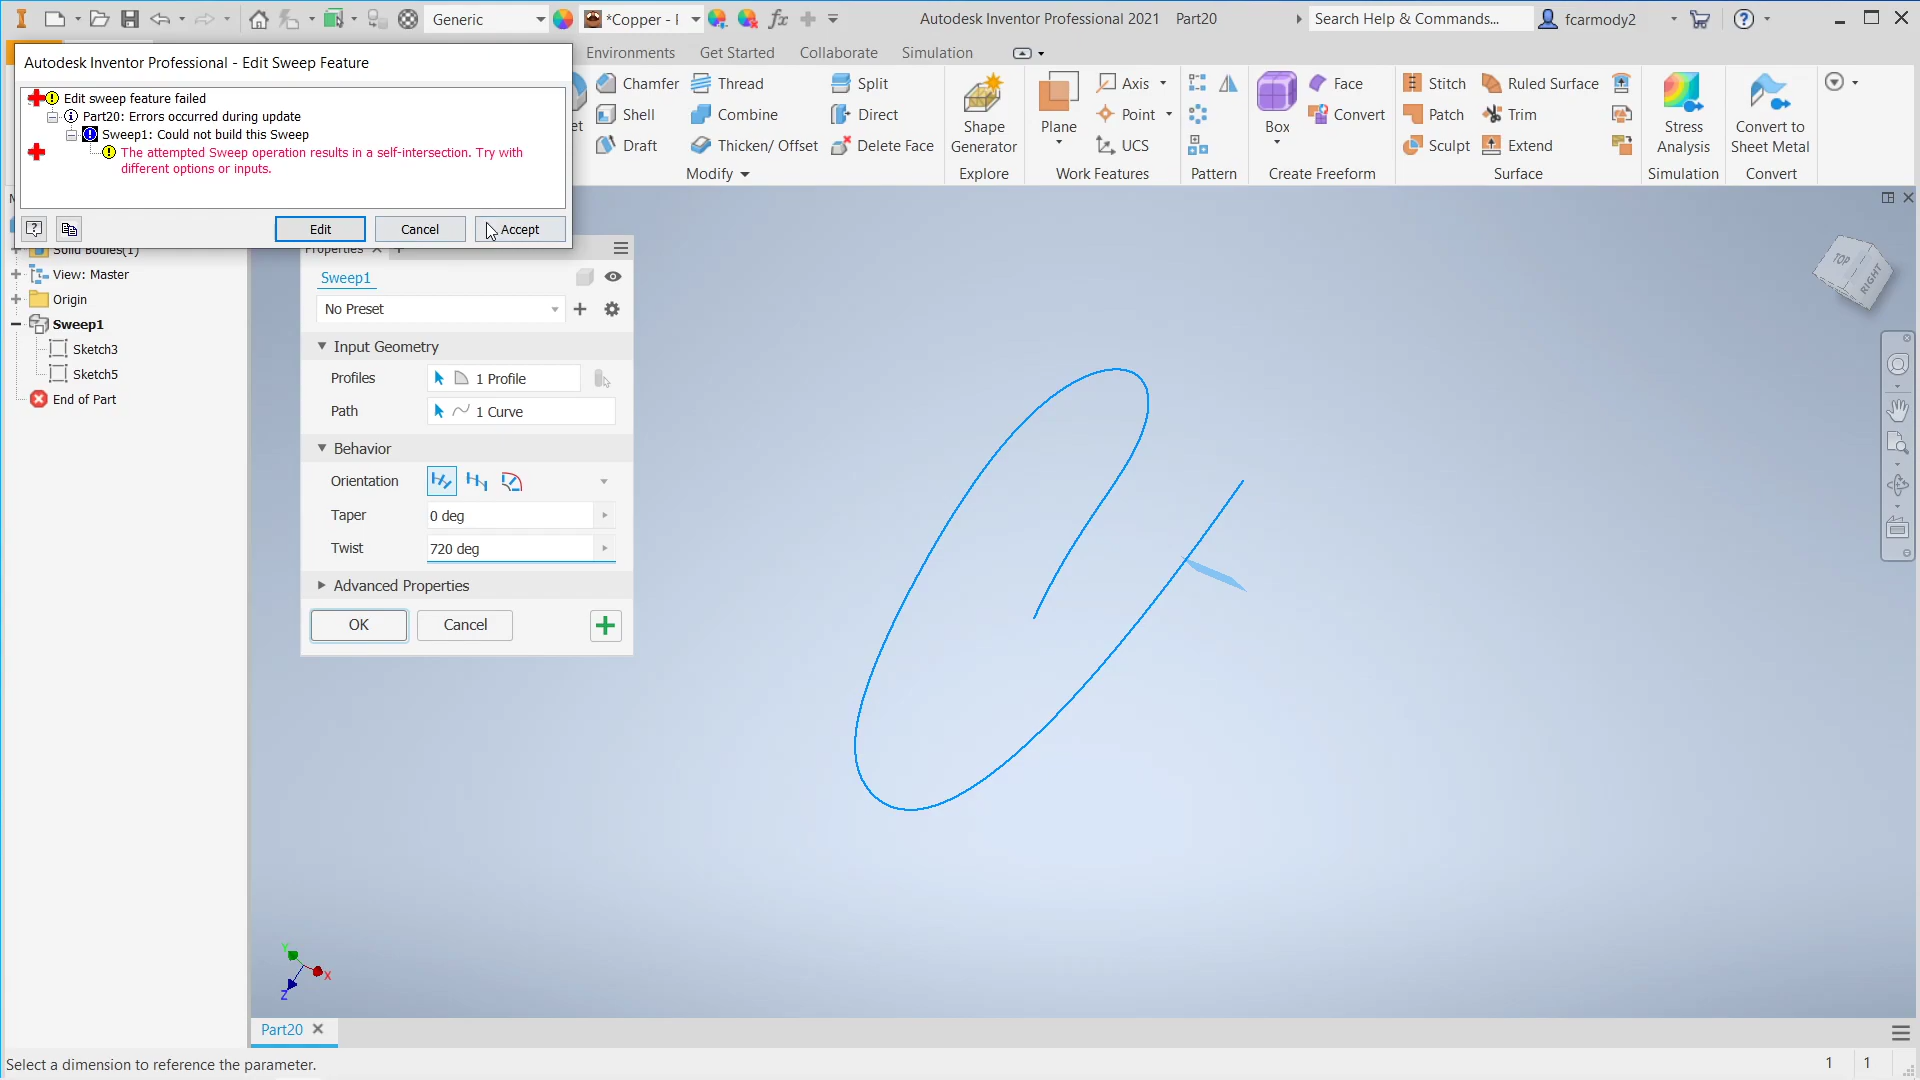 Generic
*Copper - F
Autodesk Inventor Professional 2021 Part20
Search Help & Commands...
fcarmody2
Autodesk Inventor Professional - Edit Sweep Feature
Environments
Get Started
Collaborate
Simulation
Edit sweep feature failed
Part20: Errors occurred during update
Sweep1: Could not build this Sweep
The attempted Sweep operation results in a self-intersection. Try with
different options or inputs.
Edit
Cancel
Accept
Chamfer
Thread
Split
Shell
Combine
Direct
Draft
Thicken/ Offset
Delete Face
Modify
Shape
Generator
Explore
Plane
Axis
Point
UCS
Work Features
Pattern
Box
Face
Convert
Create Freeform
Stitch
Ruled Surface
Patch
Trim
Sculpt
Extend
Surface
Stress
Analysis
Simulation
Convert to
Sheet Metal
Convert
Solid Bodies(1)
View: Master
Origin
Sweep1
Sketch3
Sketch5
End of Part
Properties
Sweep1
No Preset
Input Geometry
Profiles
1 Profile
Path
1 Curve
Behavior
Orientation
Taper
0 deg
Twist
720 deg
Advanced Properties
OK
Cancel
TOP
RIGHT
Y
X
Z
Part20
Select a dimension to reference the parameter.
1
1